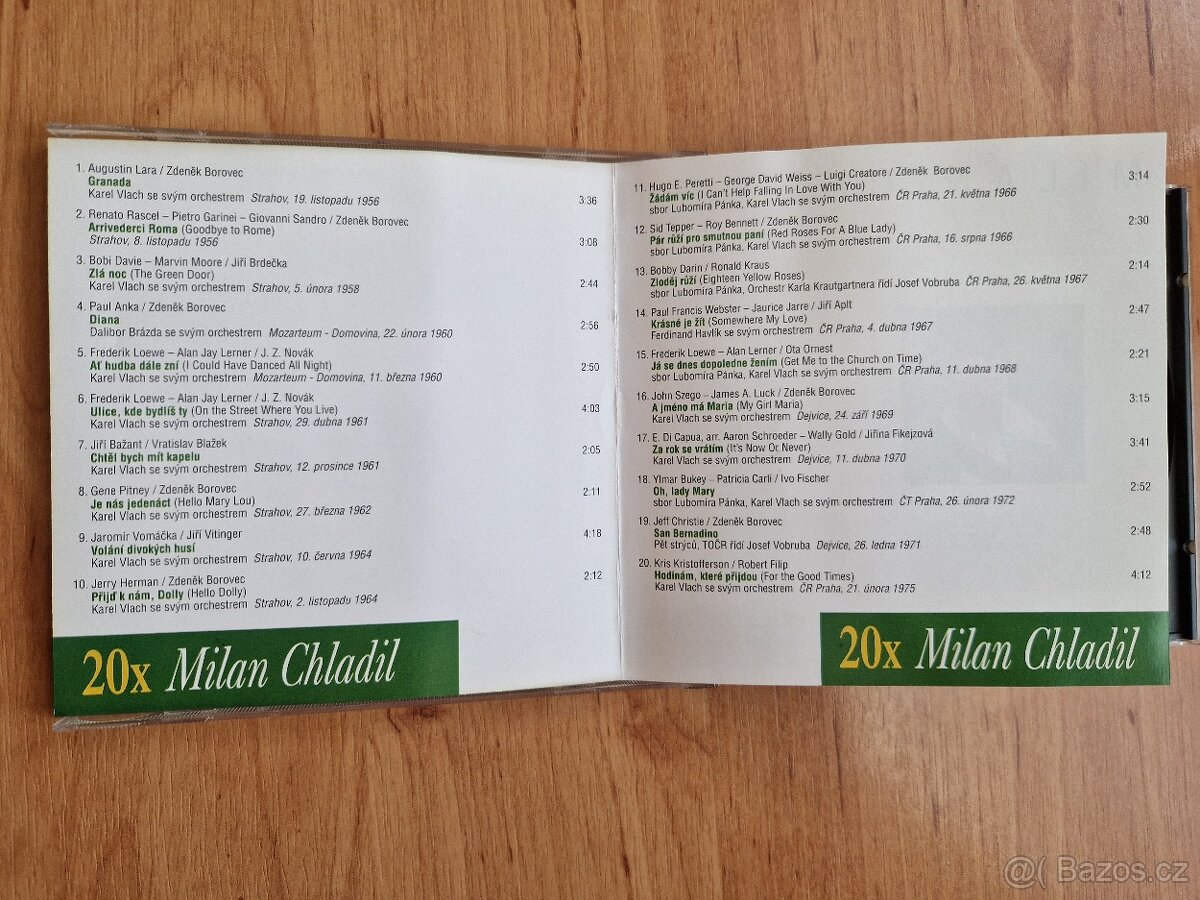 1. Augustin Lara / Zdeněk Borovec
Granada
Karel Vlach se svým orchestrem Strahov, 19. listopadu 1956 3:36
2. Renato Rascel – Pietro Garinei – Giovanni Sandro / Zdeněk Borovec
Arrivederci Roma (Goodbye to Rome)
Strahov, 8. listopadu 1956 3:08
3. Bobi Davie – Marvin Moore / Jiří Brdečka
Zlá noc (The Green Door)
Karel Vlach se svým orchestrem Strahov, 5. února 1958 2:44
4. Paul Anka / Zdeněk Borovec
Diana
Dalibor Brázda se svým orchestrem Mozarteum - Domovina, 22. února 1960 2:56
5. Frederik Loewe – Alan Jay Lerner / J. Z. Novák
Ať hudba dále zní (I Could Have Danced All Night)
Karel Vlach se svým orchestrem Mozarteum - Domovina, 11. března 1960 2:50
6. Frederik Loewe – Alan Jay Lerner / J. Z. Novák
Ulice, kde bydlíš ty (On the Street Where You Live)
Karel Vlach se svým orchestrem Strahov, 29. dubna 1961 4:03
7. Jiří Bažant / Vratislav Blažek
Chtěl bych mít kapelu
Karel Vlach se svým orchestrem Strahov, 12. prosince 1961 2:05
8. Gene Pitney / Zdeněk Borovec
Je nás jedenáct (Hello Mary Lou)
Karel Vlach se svým orchestrem Strahov, 27. března 1962 2:11
9. Jaromír Vomáčka / Jiří Vitinger
Volání divokých husí
Karel Vlach se svým orchestrem Strahov, 10. června 1964 4:18
10. Jerry Herman / Zdeněk Borovec
Přijď k nám, Dolly (Hello Dolly)
Karel Vlach se svým orchestrem Strahov, 2. listopadu 1964 2:12
20x Milan Chladil
11. Hugo E. Peretti – George David Weiss – Luigi Creatore / Zdeněk Borovec
Žádám víc (I Can't Help Falling In Love With You)
sbor Lubomíra Pánka, Karel Vlach se svým orchestrem ČR Praha, 21. května 1966 3:14
12. Sid Tepper – Roy Bennett / Zdeněk Borovec
Pár růží pro smutnou paní (Red Roses For A Blue Lady)
sbor Lubomíra Pánka, Karel Vlach se svým orchestrem ČR Praha, 16. srpna 1966 2:30
13. Bobby Darin / Ronald Kraus
Zloděj růží (Eighteen Yellow Roses)
sbor Lubomíra Pánka, Orchestr Karla Krautgartnera řídí Josef Vobruba ČR Praha, 26. května 1967 2:14
14. Paul Francis Webster – Jaurice Jarre / Jiří Aplt
Krásné je žít (Somewhere My Love)
Ferdinand Havlík se svým orchestrem ČR Praha, 4. dubna 1967 2:47
15. Frederik Loewe – Alan Lerner / Ota Ornest
Já se dnes dopoledne žením (Get Me to the Church on Time)
sbor Lubomíra Pánka, Karel Vlach se svým orchestrem ČR Praha, 11. dubna 1968 2:21
16. John Szego – James A. Luck / Zdeněk Borovec
A jméno má Maria (My Girl Maria)
Karel Vlach se svým orchestrem Dejvice, 24. září 1969 3:15
17. E. Di Capua, arr. Aaron Schroeder – Wally Gold / Jiřina Fikejzová
Za rok se vrátím (It's Now Or Never)
Karel Vlach se svým orchestrem Dejvice, 11. dubna 1970 3:41
18. Ylmar Bukey – Patricia Carli / Ivo Fischer
Oh, lady Mary
sbor Lubomíra Pánka, Karel Vlach se svým orchestrem ČT Praha, 26. února 1972 2:52
19. Jeff Christie / Zdeněk Borovec
San Bernadino
Pět strýců, TOČR řídí Josef Vobruba Dejvice, 26. ledna 1971 2:48
20. Kris Kristofferson / Robert Filip
Hodinám, které přijdou (For the Good Times)
Karel Vlach se svým orchestrem ČR Praha, 21. února 1975 4:12
20x Milan Chladil
@( Bazos.cz